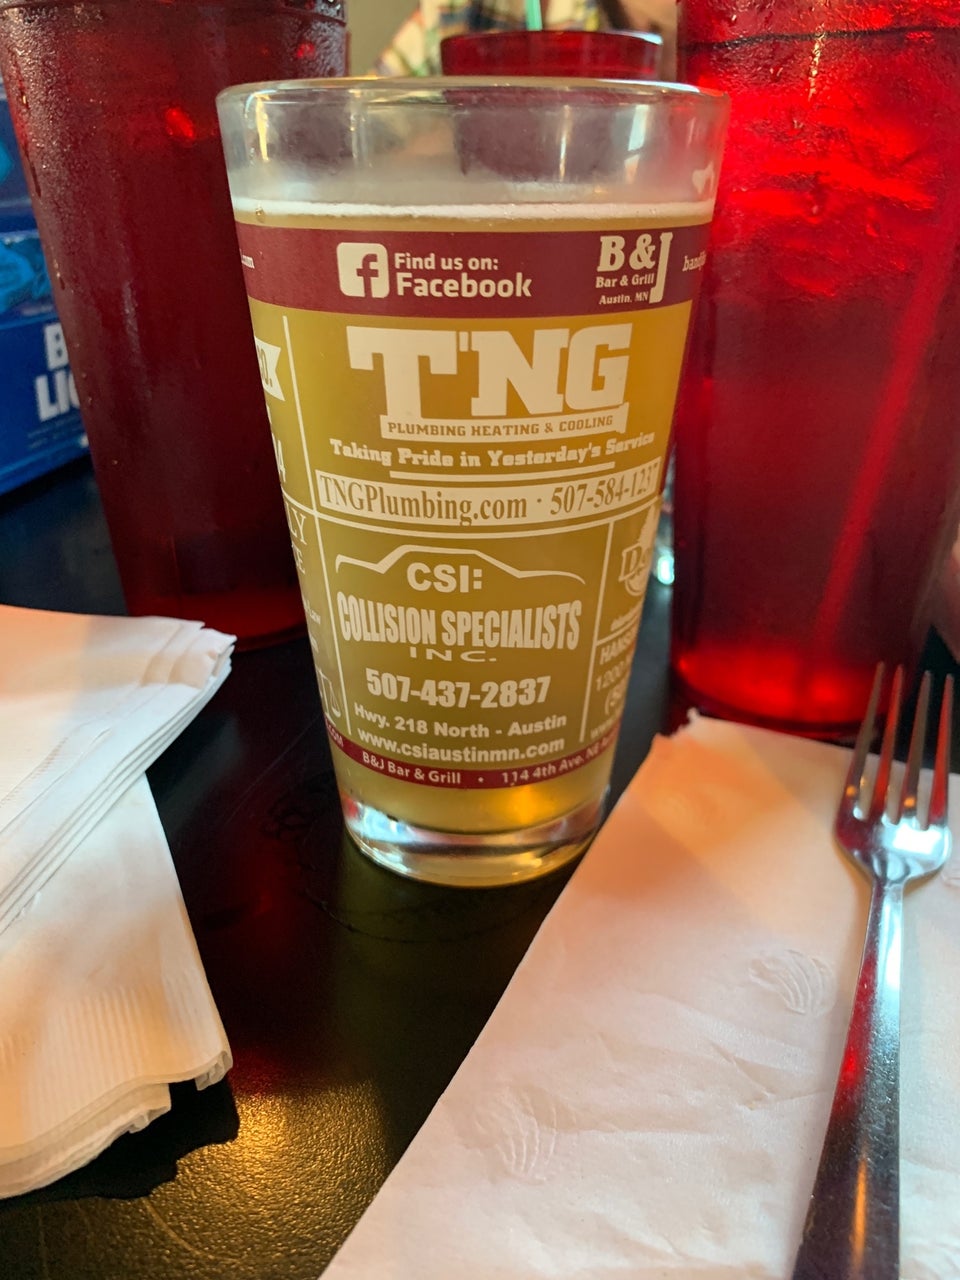 Find us on:
Facebook
B & J
Bar & Grill
Austin, MN
T'NG
PLUMBING HEATING & COOLING
Taking Pride in Yesterday's Service
TNGPlumbing.com · 507-584-1237
CSI:
COLLISION SPECIALISTS
INC.
507-437-2837
Hwy. 218 North - Austin
www.csiaustinmn.com
B&J Bar & Grill • 114 4th Ave. NE